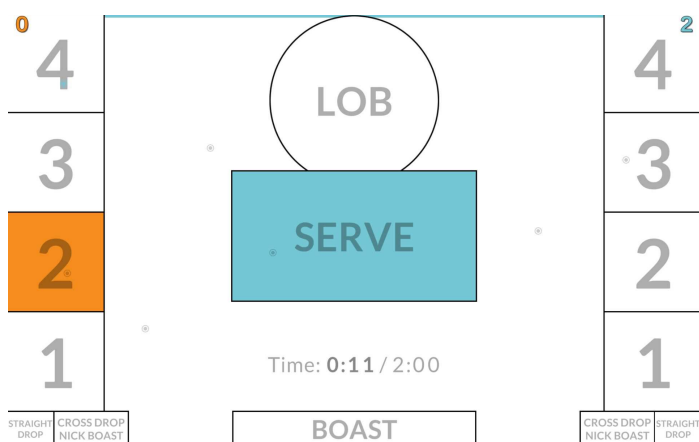 0
2
4
LOB
4
3
3
SERVE
2
2
1
Time: 0:11 / 2:00
1
STRAIGHT DROP
CROSS DROP NICK BOAST
BOAST
CROSS DROP NICK BOAST
STRAIGHT DROP